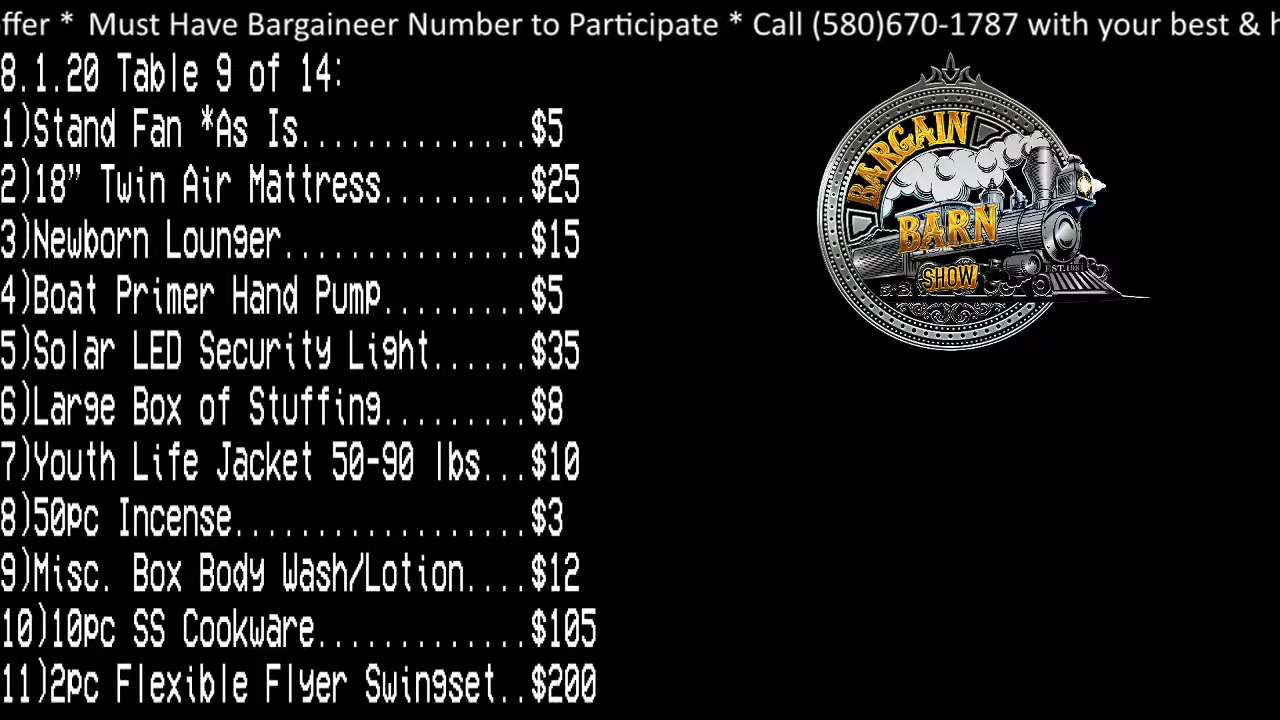 ffer * Must Have Bargaineer Number to Participate * Call (580)670-1787 with your best & h
8.1.20 Table 9 of 14:
1)Stand Fan *As Is..............$5
2)18” Twin Air Mattress.........$25
3)Newborn Lounger...............$15
4)Boat Primer Hand Pump.........$5
5)Solar LED Security Light......$35
6)Large Box of Stuffing.........$8
7)Youth Life Jacket 50-90 lbs...$10
8)50pc Incense..................$3
9)Misc. Box Body Wash/Lotion....$12
10)10pc SS Cookware.............$105
11)2pc Flexible Flyer Swingset..$200
BARGAIN
BARN
SHOW